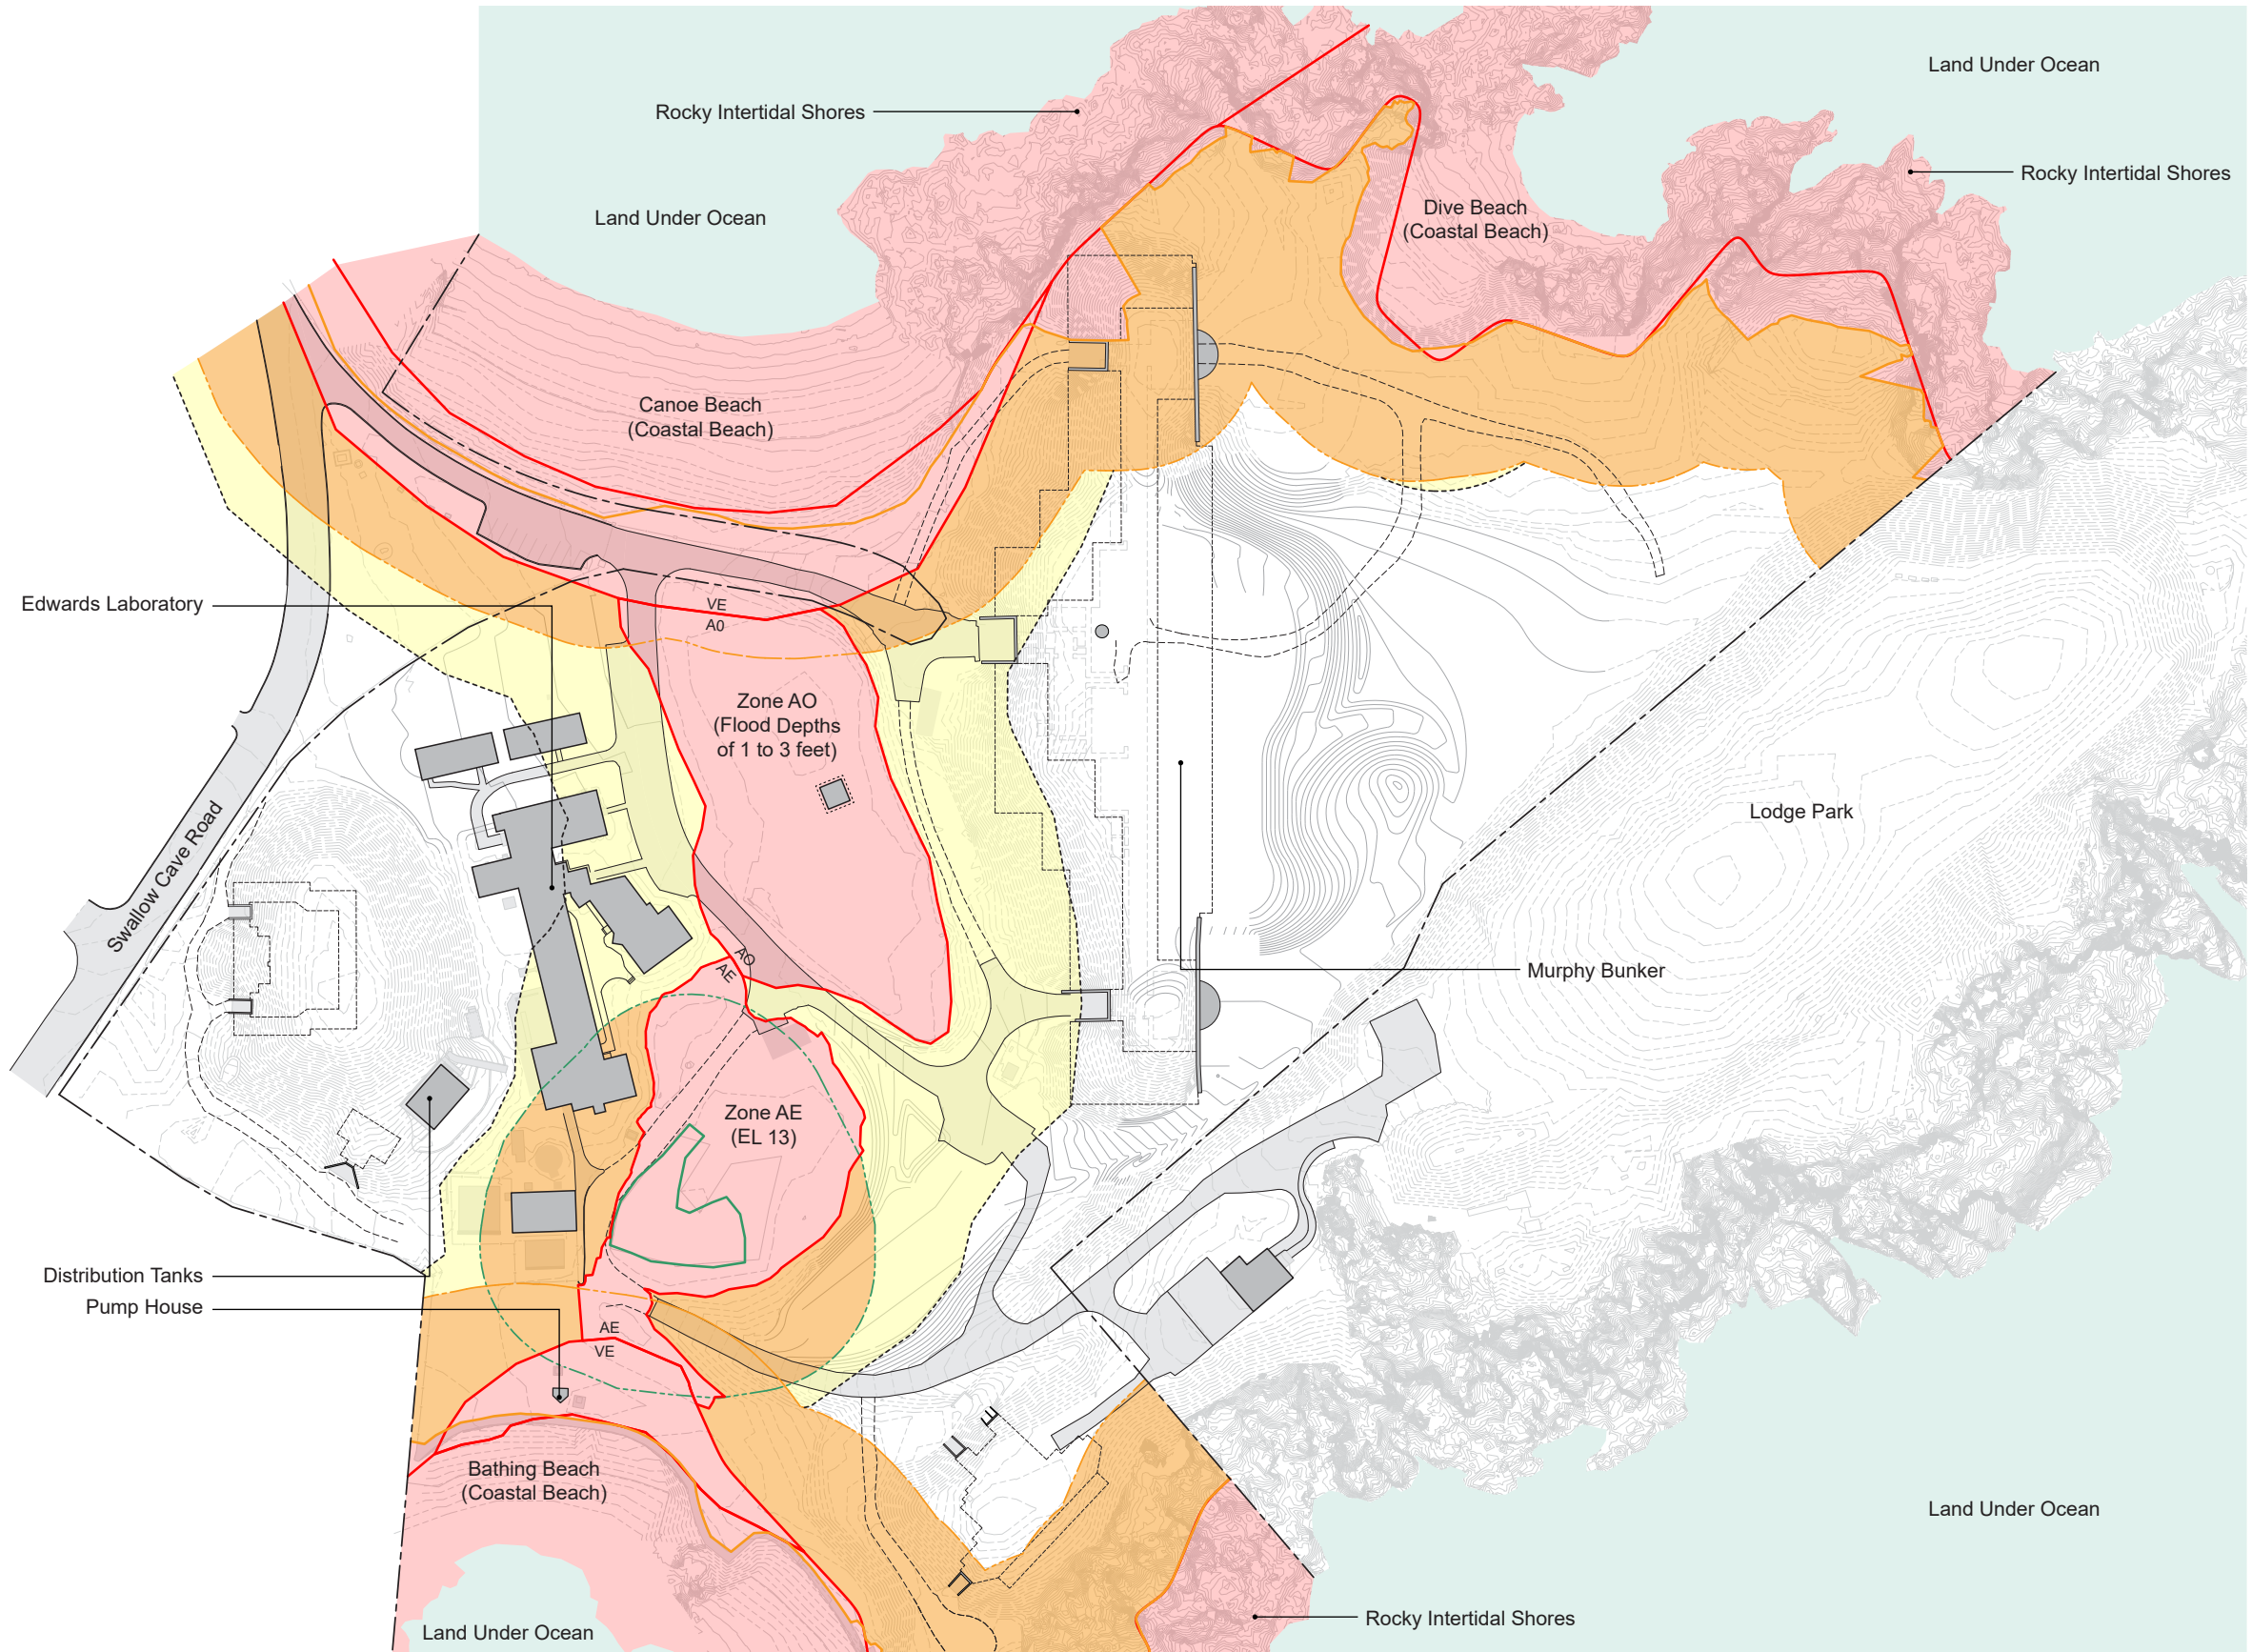 Land Under Ocean
Rocky Intertidal Shores
Rocky Intertidal Shores
Land Under Ocean
Dive Beach
(Coastal Beach)
Canoe Beach
(Coastal Beach)
Edwards Laboratory
VE
A0
Zone AO
(Flood Depths
of 1 to 3 feet)
Lodge Park
Swallow Cave Road
AO
AE
Murphy Bunker
Zone AE
(EL 13)
Distribution Tanks
Pump House
AE
VE
Bathing Beach
(Coastal Beach)
Land Under Ocean
Rocky Intertidal Shores
Land Under Ocean